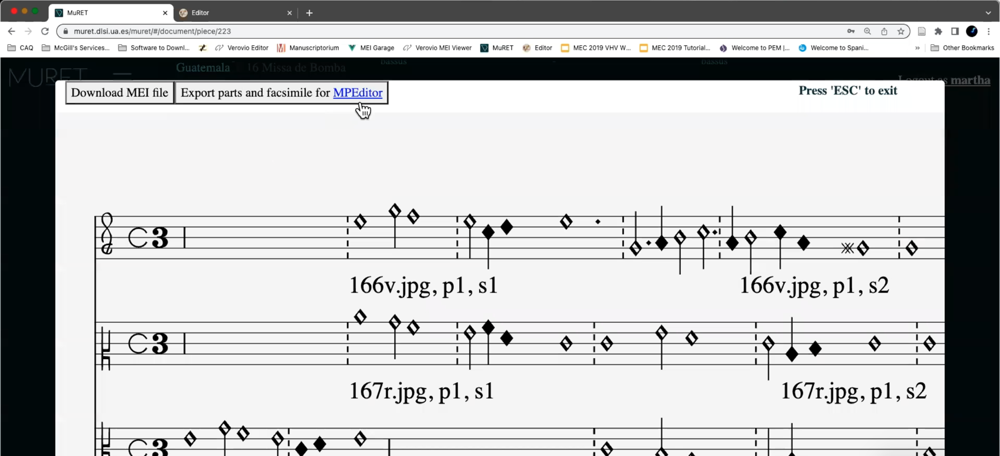 MuRET
Editor
muret.dlsi.ua.es/muret/#/document/piece/223
CAQ McGill's Services... Software to Downl... Verovio Editor Manuscriptorium MEI Garage Verovio MEI Viewer MuRET Editor MEC 2019 VHV W... MEC 2019 Tutorial... Welcome to PEM |... Welcome to Spani... » Other Bookmarks
bassus bassus
Guatemala 16 Missa de Bomba
MURET Logout as martha
Download MEI file Export parts and facsimile for MPEditor Press 'ESC' to exit
3
166v.jpg, p1, s1 166v.jpg, p1, s2
3
167r.jpg, p1, s1 167r.jpg, p1, s2
3